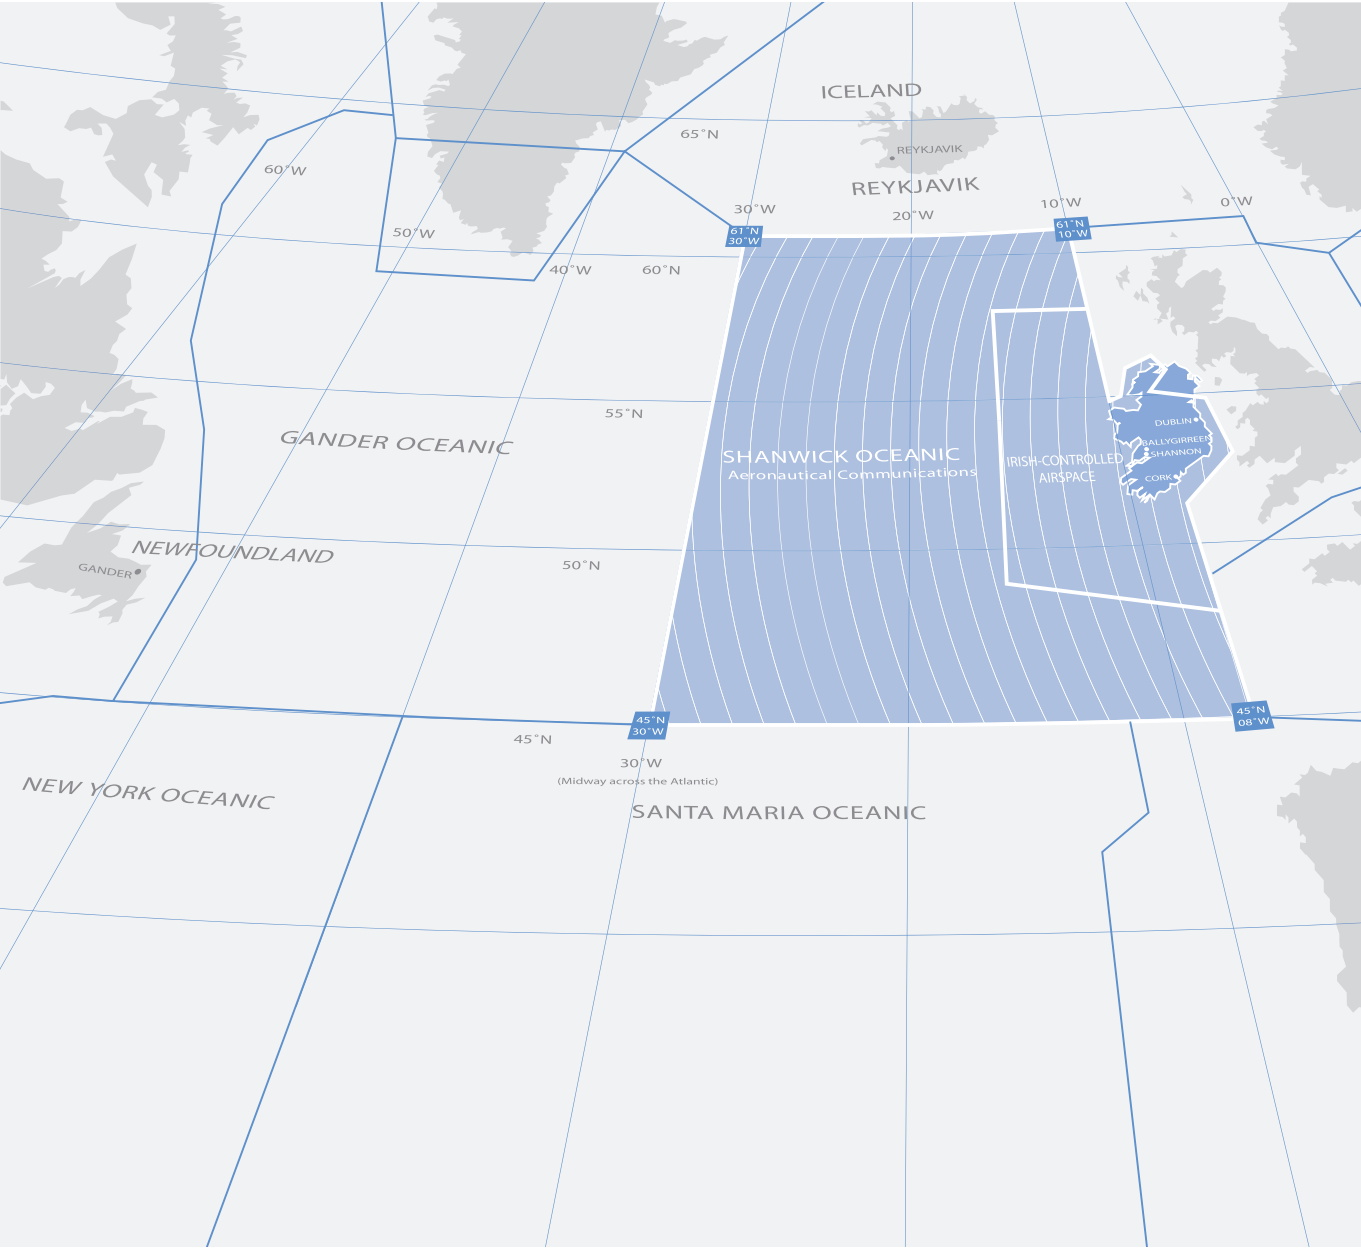 ICELAND
65°N
REYKJAVIK
60°W
REYKJAVIK
0°W
10°W
30°W
20°W
61°N
10°W
50°W
61°N
30°W
40°W
60°N
55°N
DUBLIN
GANDER OCEANIC
BALLYGIRREEN
SHANWICK OCEANIC
SHANNON
IRISH-CONTROLLED
Aeronautical Communications
AIRSPACE
CORK
NEWFOUNDLAND
50°N
GANDER
45°N
08°W
45°N
30°W
45°N
30°W
(Midway across the Atlantic)
NEW YORK OCEANIC
SANTA MARIA OCEANIC